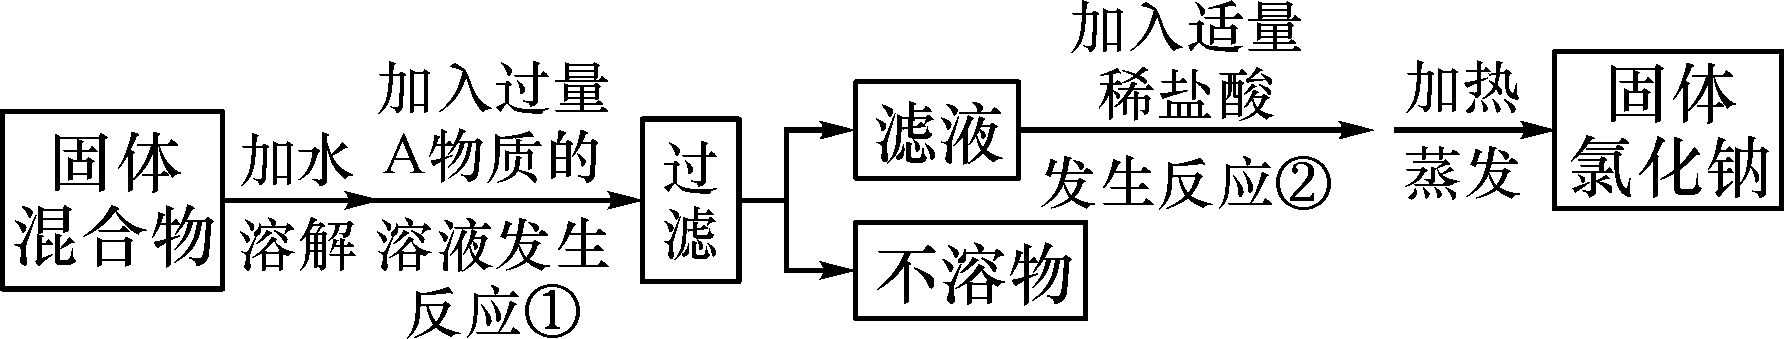 固体
混合物
加水
溶解
加入过量
A物质的
溶液发生
反应①
过
滤
滤液
不溶物
加入适量
稀盐酸
发生反应②
加热
蒸发
固体
氯化钠